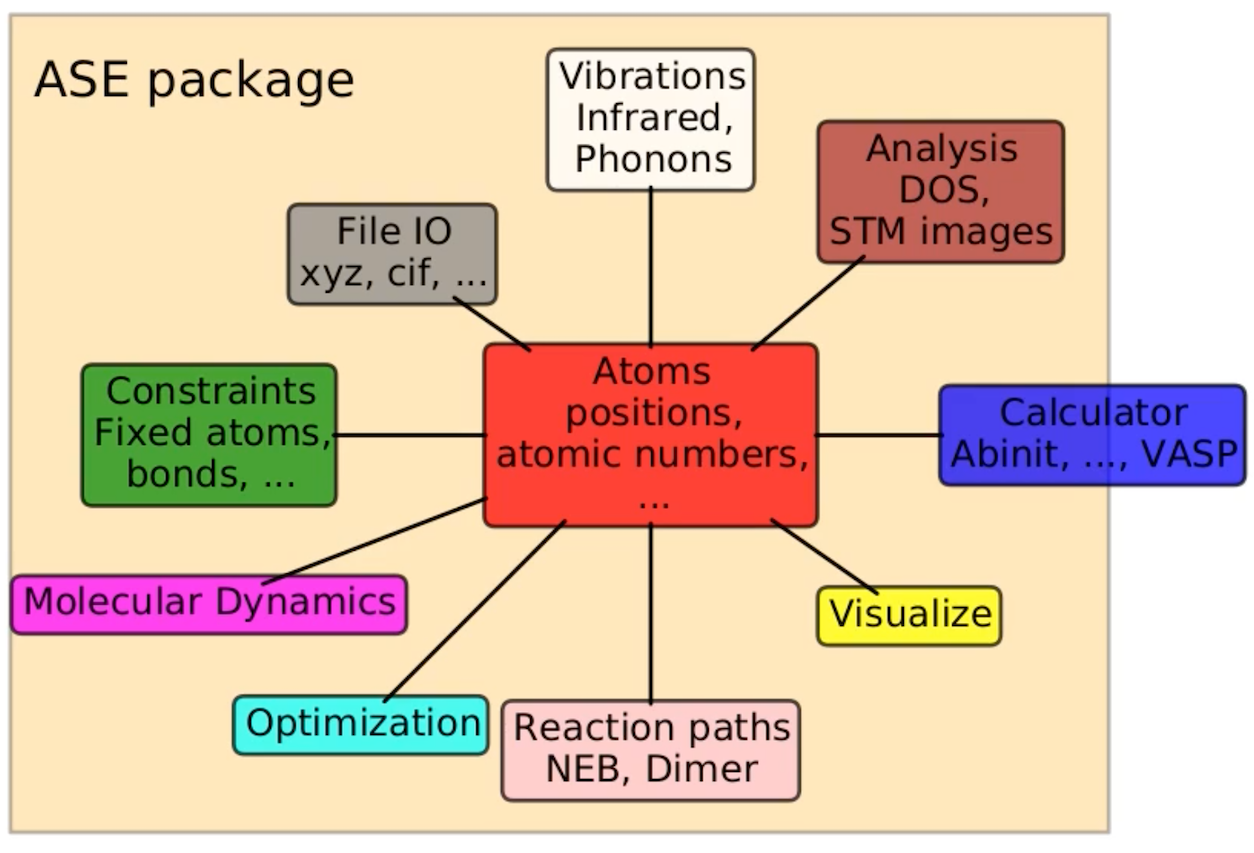 ASE package
Vibrations
Infrared,
Phonons
Analysis
DOS,
STM images
File IO
xyz, cif, ...
Atoms
positions,
atomic numbers,
...
Constraints
Fixed atoms,
bonds, ...
Calculator
Abinit, ..., VASP
Molecular Dynamics
Visualize
Optimization
Reaction paths
NEB, Dimer